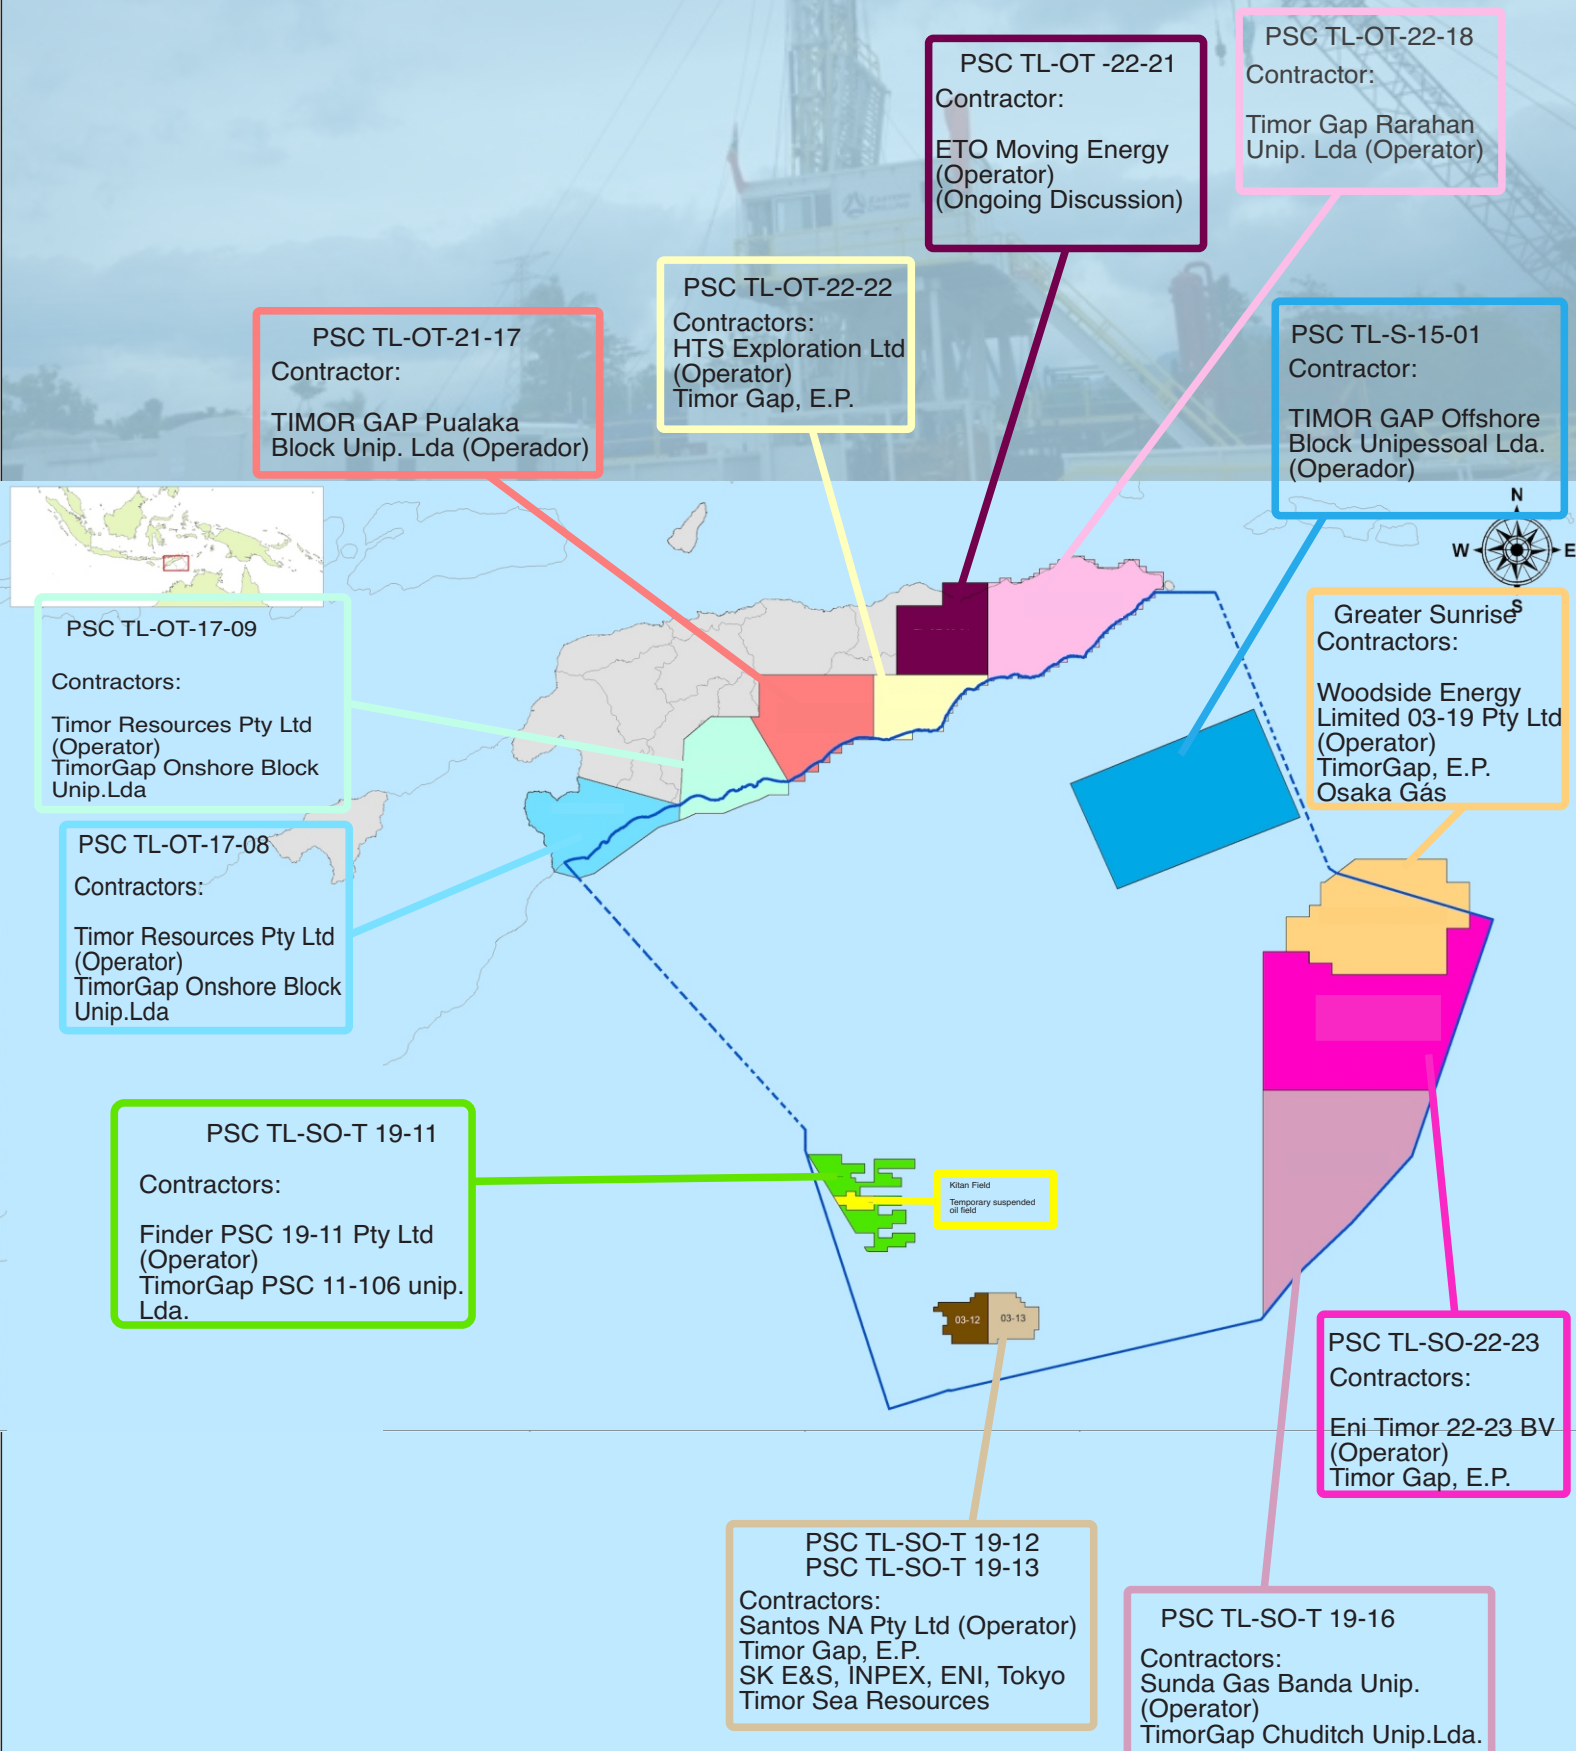 PSC TL-OT-22-18
Contractor:
Timor Gap Rarahan
Unip. Lda (Operator)
PSC TL-OT -22-21
Contractor:
ETO Moving Energy
(Operator)
(Ongoing Discussion)
PSC TL-OT-22-22
Contractors:
HTS Exploration Ltd
(Operator)
Timor Gap, E.P.
PSC TL-OT-21-17
Contractor:
TIMOR GAP Pualaka
Block Unip. Lda (Operador)
PSC TL-S-15-01
Contractor:
TIMOR GAP Offshore
Block Unipessoal Lda.
(Operador)
N
W
E
S
PSC TL-OT-17-09
Contractors:
Timor Resources Pty Ltd
(Operator)
TimorGap Onshore Block
Unip.Lda
Greater Sunrise
Contractors:
Woodside Energy
Limited 03-19 Pty Ltd
(Operator)
TimorGap, E.P.
Osaka Gás
PSC TL-OT-17-08
Contractors:
Timor Resources Pty Ltd
(Operator)
TimorGap Onshore Block
Unip.Lda
PSC TL-SO-T 19-11
Contractors:
Finder PSC 19-11 Pty Ltd
(Operator)
TimorGap PSC 11-106 unip.
Lda.
Kitan Field
Temporary suspended
oil field
03-12
03-13
PSC TL-SO-22-23
Contractors:
Eni Timor 22-23 BV
(Operator)
Timor Gap, E.P.
PSC TL-SO-T 19-12
PSC TL-SO-T 19-13
Contractors:
Santos NA Pty Ltd (Operator)
Timor Gap, E.P.
SK E&S, INPEX, ENI, Tokyo
Timor Sea Resources
PSC TL-SO-T 19-16
Contractors:
Sunda Gas Banda Unip.
(Operator)
TimorGap Chuditch Unip.Lda.